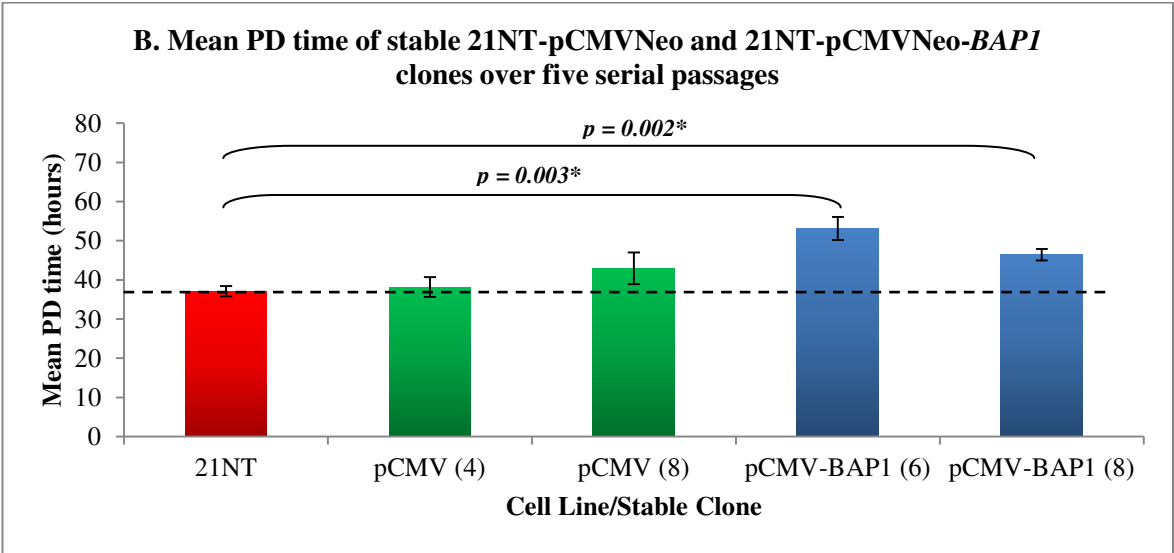 B. Mean PD time of stable 21NT-pCMVNeo and 21NT-pCMVNeo-BAP1
clones over five serial passages
Mean PD time (hours)
80
70
60
50
40
30
20
10
0
p = 0.002*
p = 0.003*
21NT pCMV (4) pCMV (8) pCMV-BAP1 (6) pCMV-BAP1 (8)
Cell Line/Stable Clone